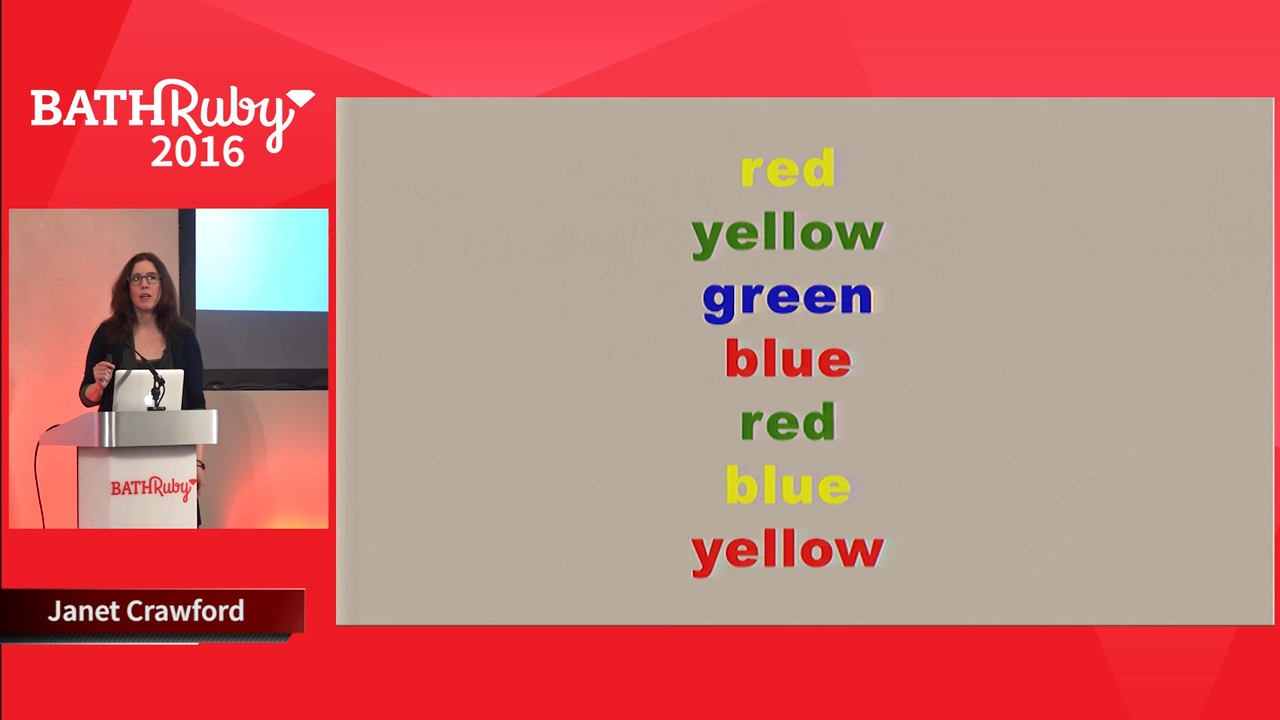 BATHRuby
2016
red
yellow
green
blue
red
blue
yellow
BATHRuby
Janet Crawford